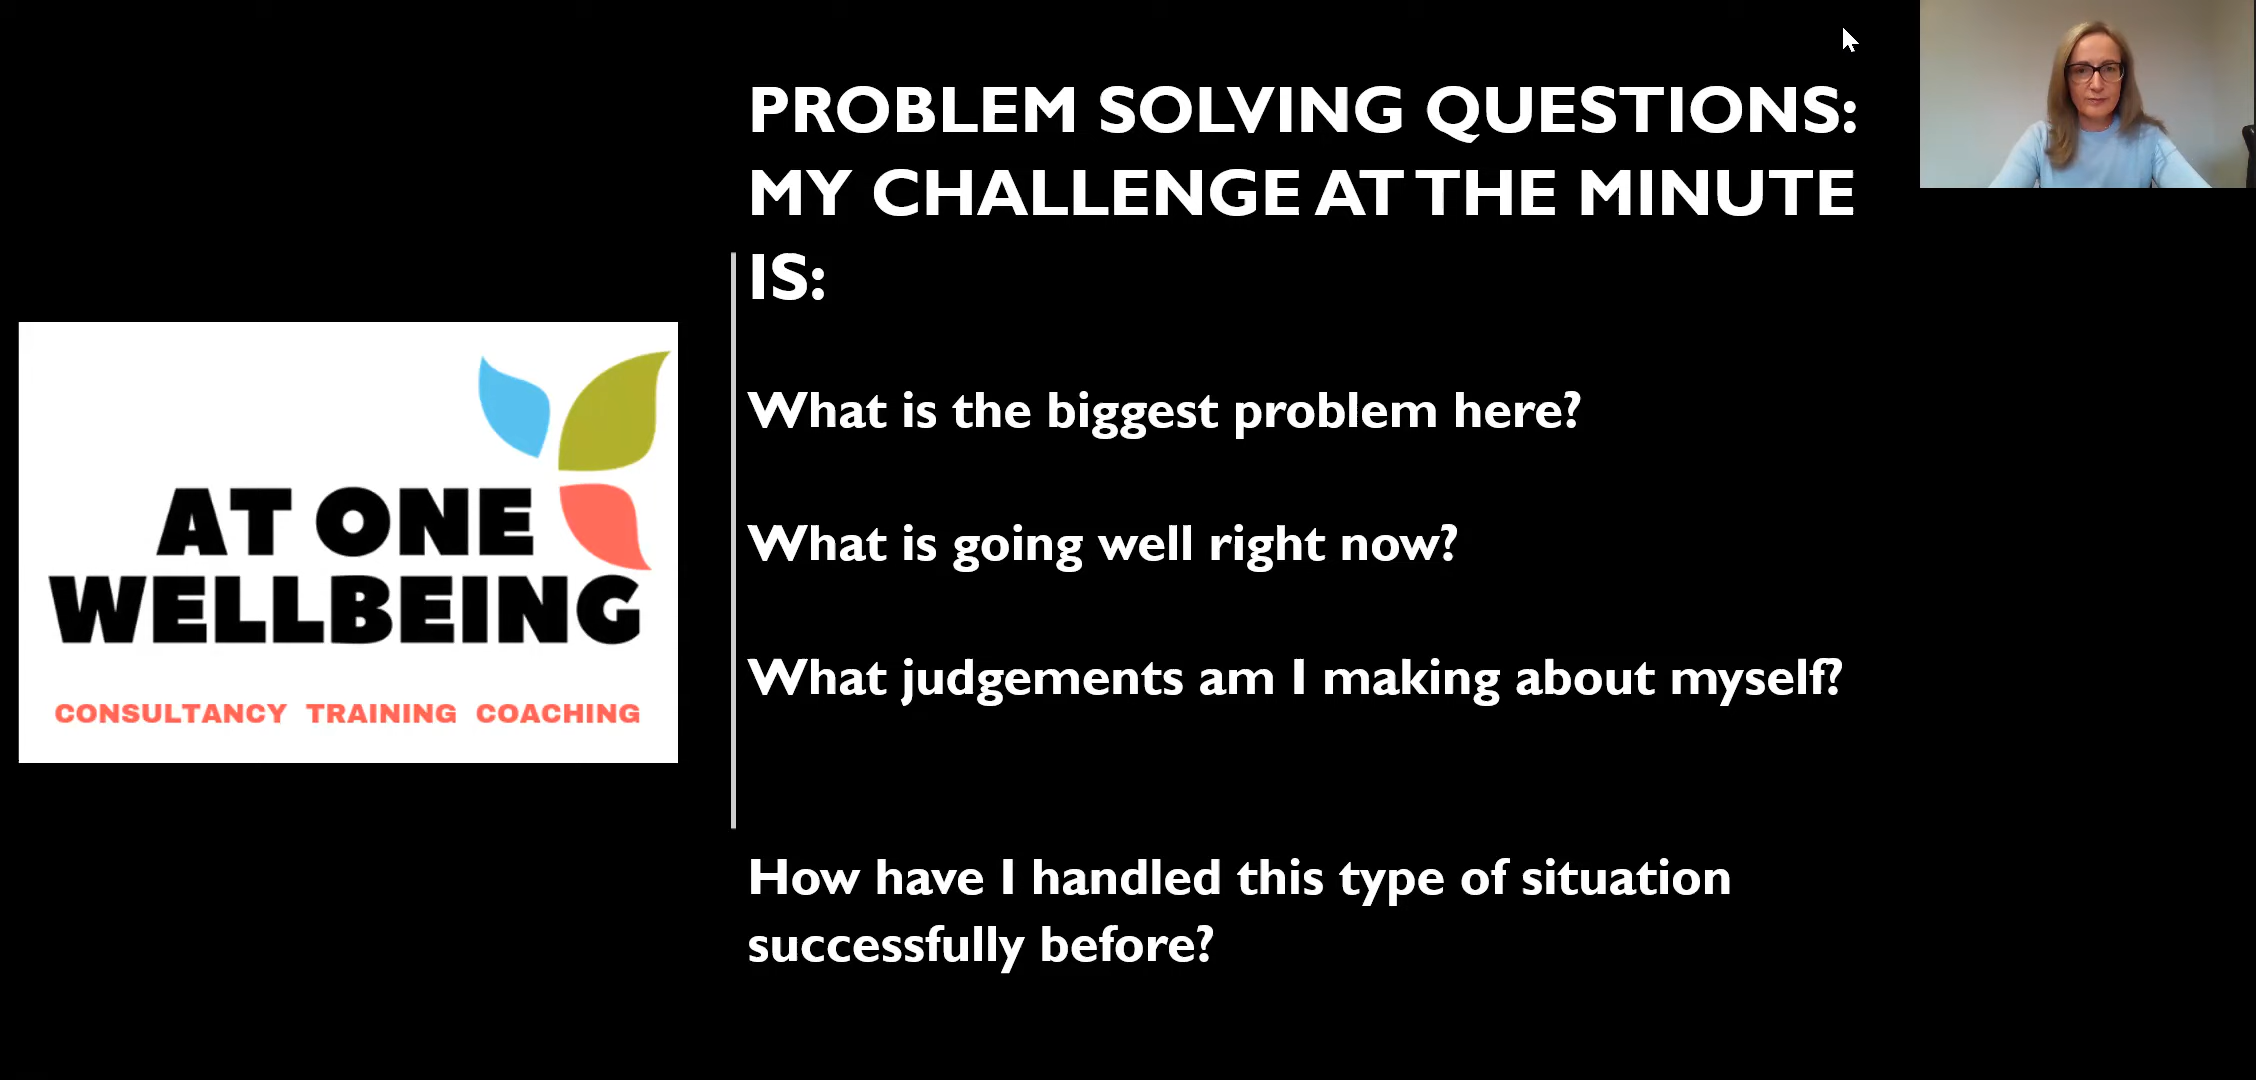 PROBLEM SOLVING QUESTIONS:
MY CHALLENGE AT THE MINUTE
IS:
AT ONE
WELLBEING
CONSULTANCY TRAINING COACHING
What is the biggest problem here?
What is going well right now?
What judgements am I making about myself?
How have I handled this type of situation
successfully before?